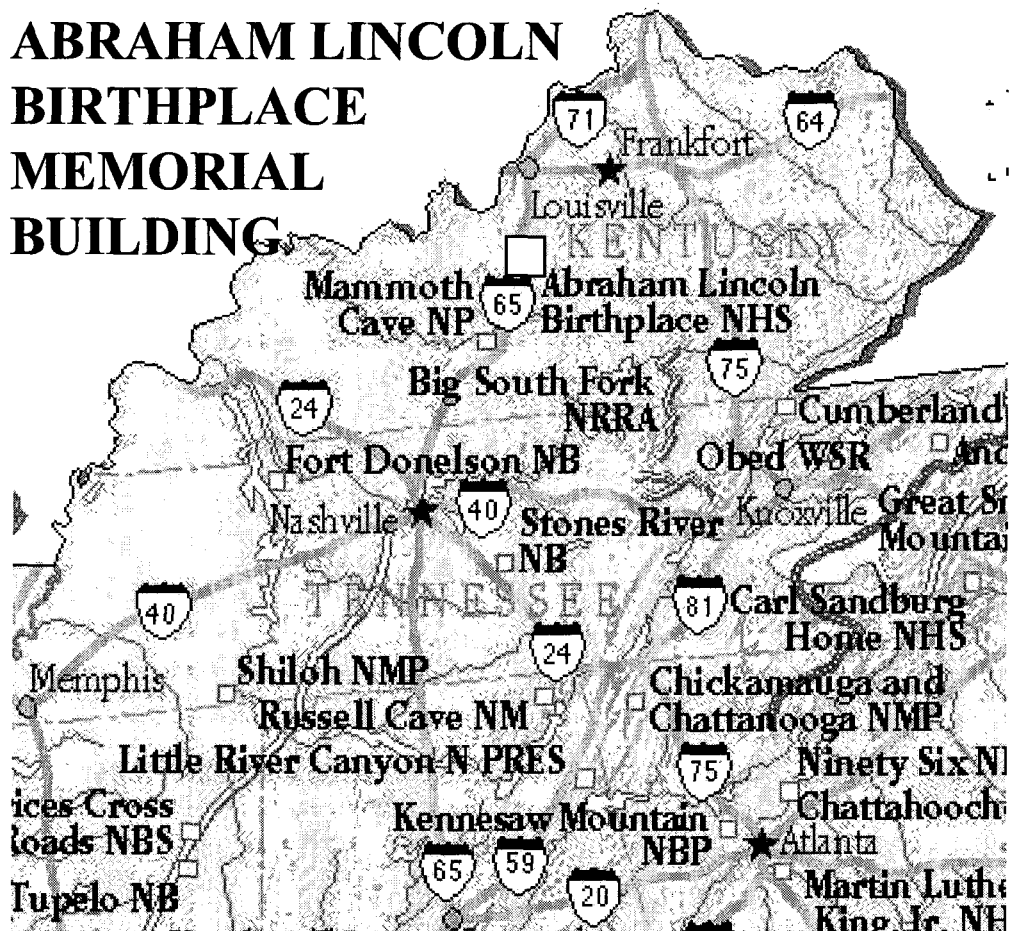 ABRAHAM LINCOLN
BIRTHPLACE
MEMORIAL
BUILDING
71
64
Frankfort
Louisville
KENTUCKY
Mammoth
Cave NP
65
Abraham Lincoln
Birthplace NHS
75
Big South Fork
NRRA
24
Cumberland
Fort Donelson NB
Obed WSR
Nashville
40
Stones River
NB
Knoxville
Great
Mountai
TENNESSEE
40
81
Carl Sandburg
Home NHS
24
Memphis
Shiloh NMP
Chickamauga and
Chattanooga NMP
Russell Cave NM
Little River Canyon N PRES
75
Ninety Six
ices Cross
Roads NBS
Chattahooch
Kennesaw Mountain
NBP
Atlanta
65
59
20
Tupelo NB
Martin Luthe
King, Jr. NH